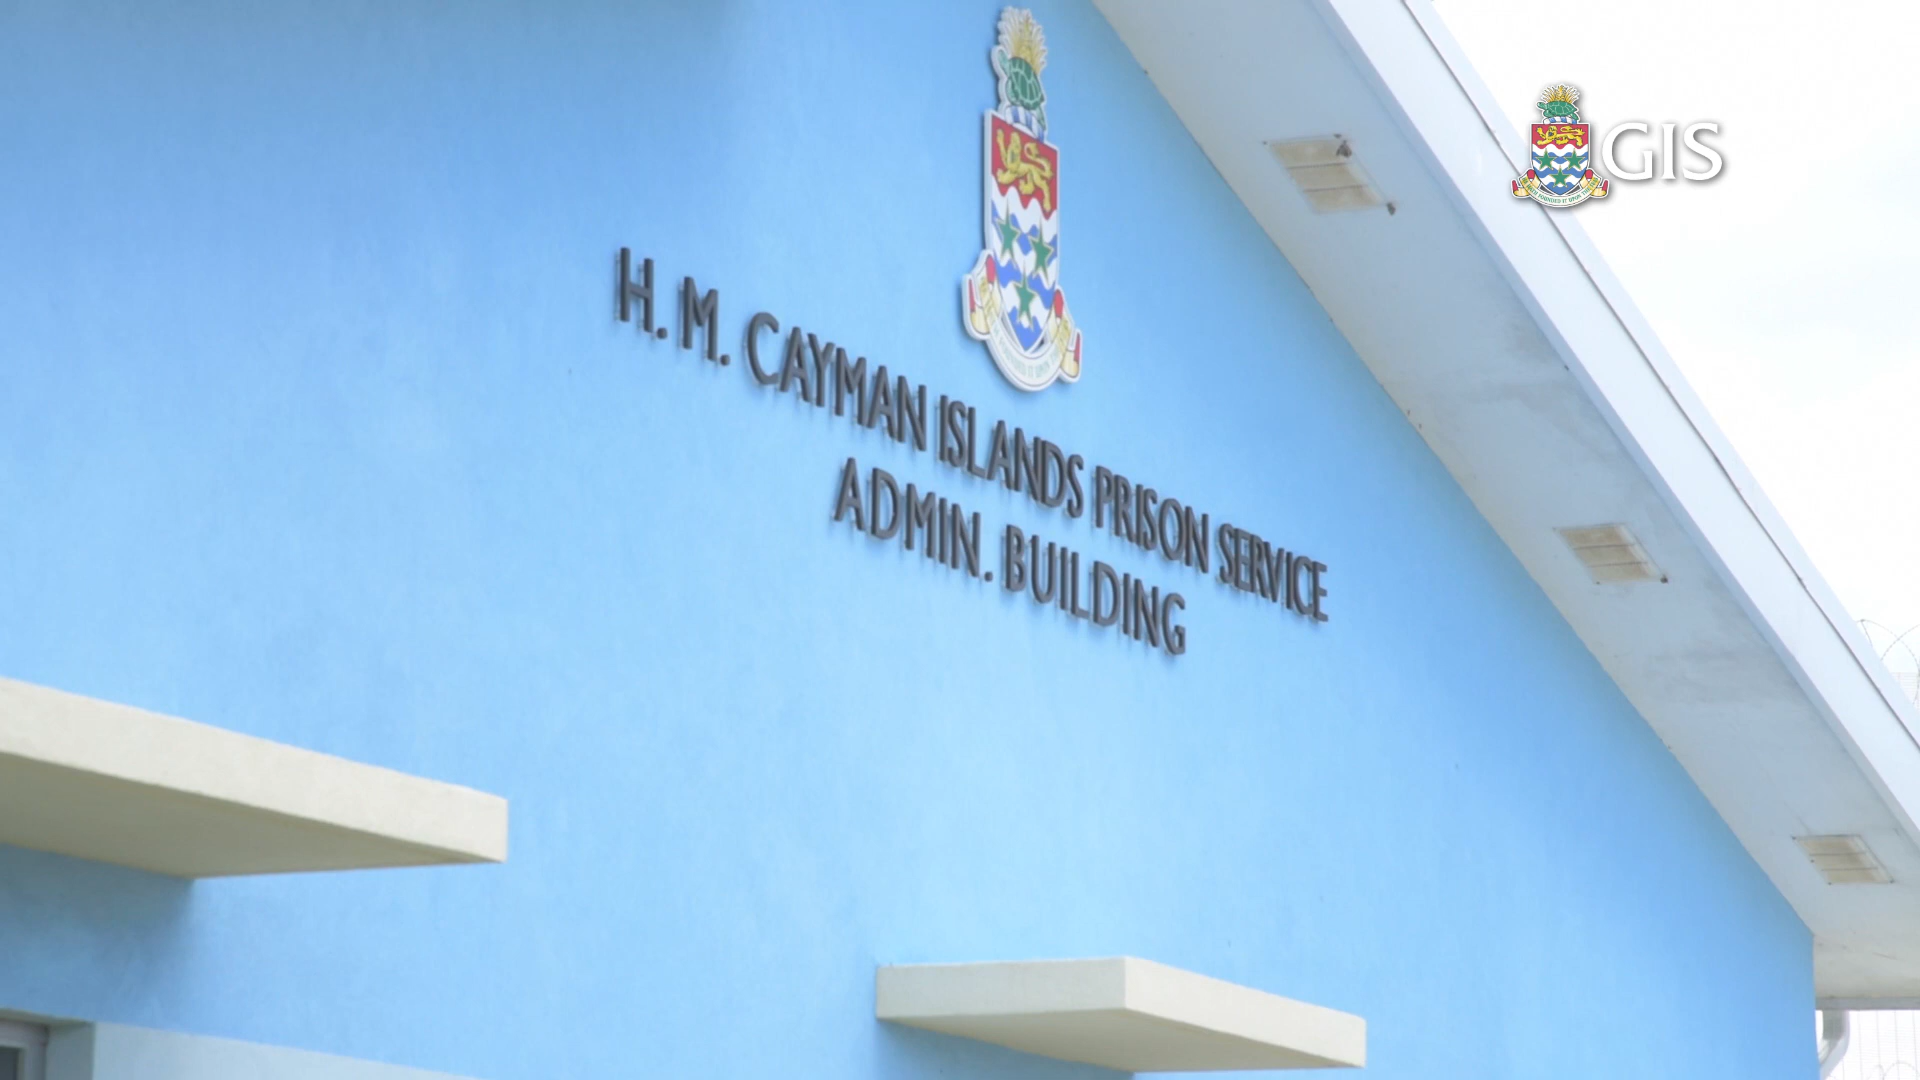 GIS
H. M. CAYMAN ISLANDS PRISON SERVICE
ADMIN. BUILDING